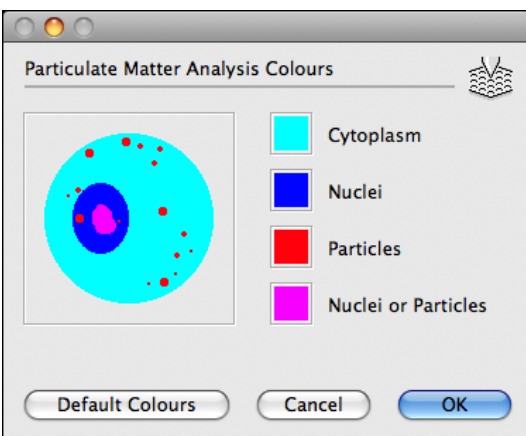 Particulate Matter Analysis Colours
Cytoplasm
Nuclei
Particles
Nuclei or Particles
Default Colours
Cancel
OK